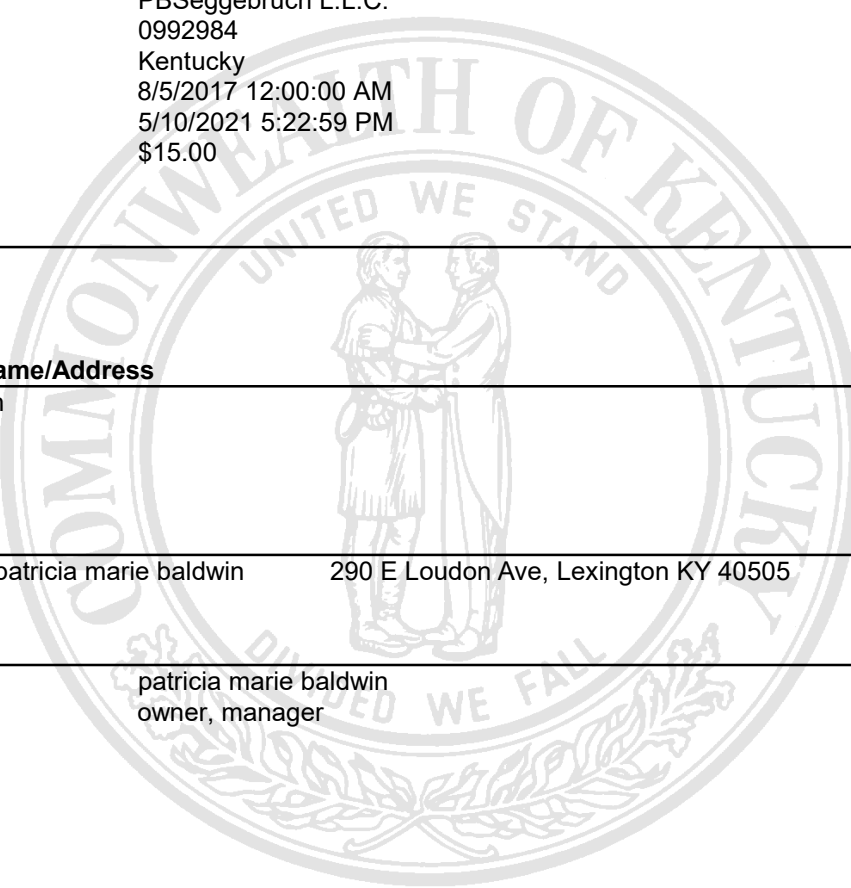 PBSeggebruch L.L.C.
0992984
Kentucky
8/5/2017 12:00:00 AM
5/10/2021 5:22:59 PM
$15.00
COMMONWEALTH OF KENTUCKY
UNITED WE STAND
ame/Address
n
patricia marie baldwin 290 E Loudon Ave, Lexington KY 40505
DIVIDED WE FALL
patricia marie baldwin
owner, manager